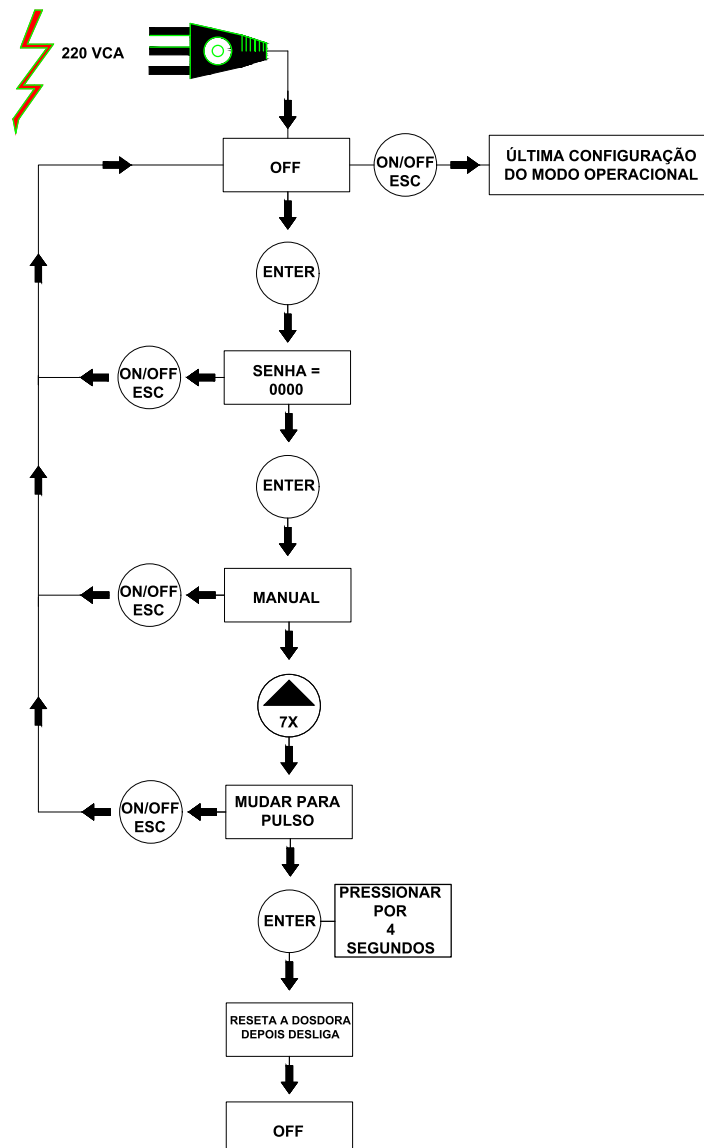 220 VCA
OFF
ON/OFF
ESC
ÚLTIMA CONFIGURAÇÃO
DO MODO OPERACIONAL
ENTER
ON/OFF
ESC
SENHA =
0000
ENTER
ON/OFF
ESC
MANUAL
7X
ON/OFF
ESC
MUDAR PARA
PULSO
ENTER
PRESSIONAR
POR
4
SEGUNDOS
RESETA A DOSDORA
DEPOIS DESLIGA
OFF